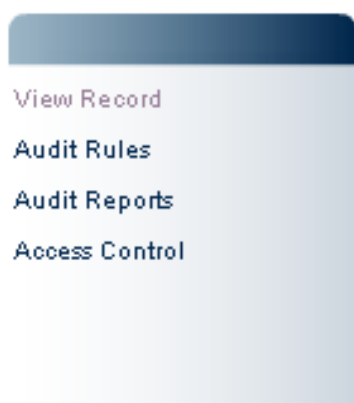 View Record
Audit Rules
Audit Reports
Access Control